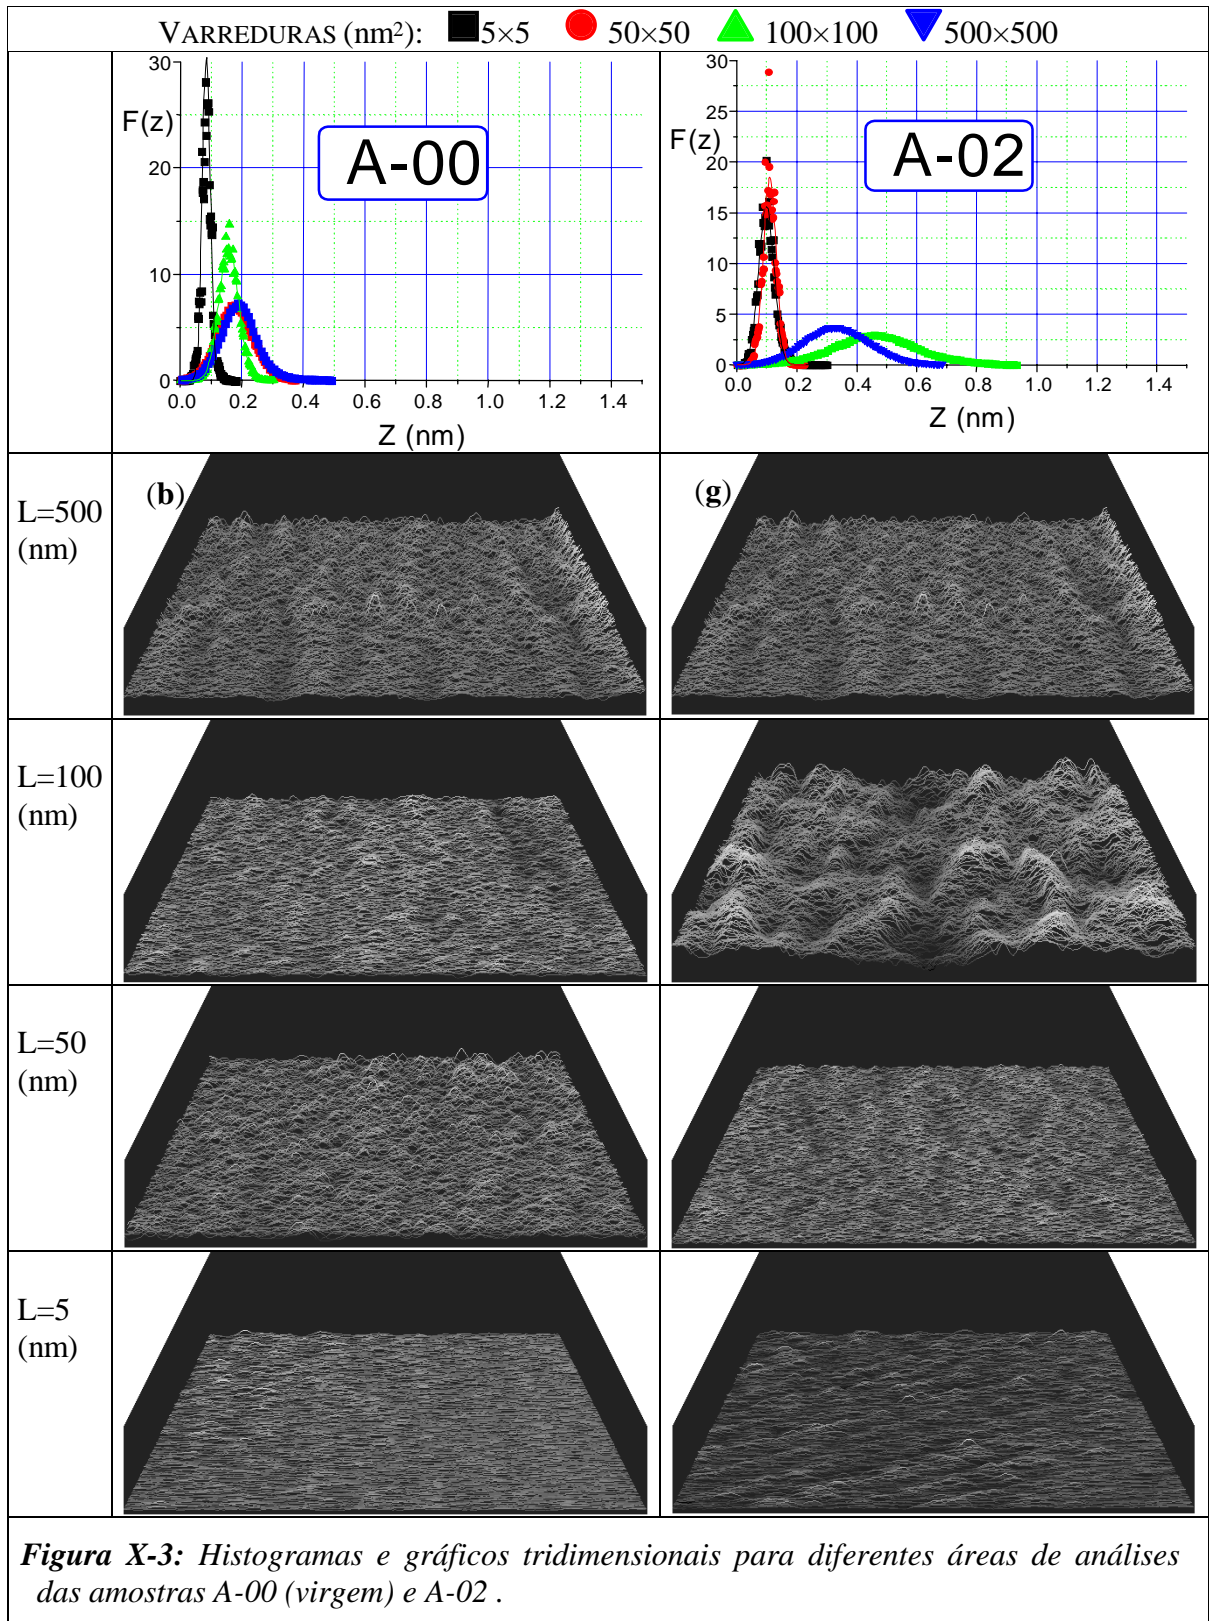 VARREDURAS (nm²): 5×5 50×50 100×100 500×500
30
F(z)
20
10
0
0.0 0.2 0.4 0.6 0.8 1.0 1.2 1.4
Z (nm)
A-00
30
25
F(z)
20
15
10
5
0
0.0 0.2 0.4 0.6 0.8 1.0 1.2 1.4
Z (nm)
A-02
L=500
(nm)
(b)
(g)
L=100
(nm)
L=50
(nm)
L=5
(nm)
Figura X-3: Histogramas e gráficos tridimensionais para diferentes áreas de análises
das amostras A-00 (virgem) e A-02 .